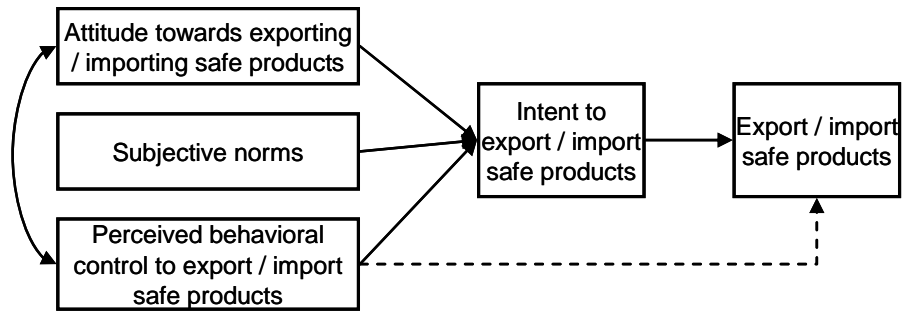 Attitude towards exporting
/ importing safe products
Subjective norms
Perceived behavioral
control to export / import
safe products
Intent to
export / import
safe products
Export / import
safe products